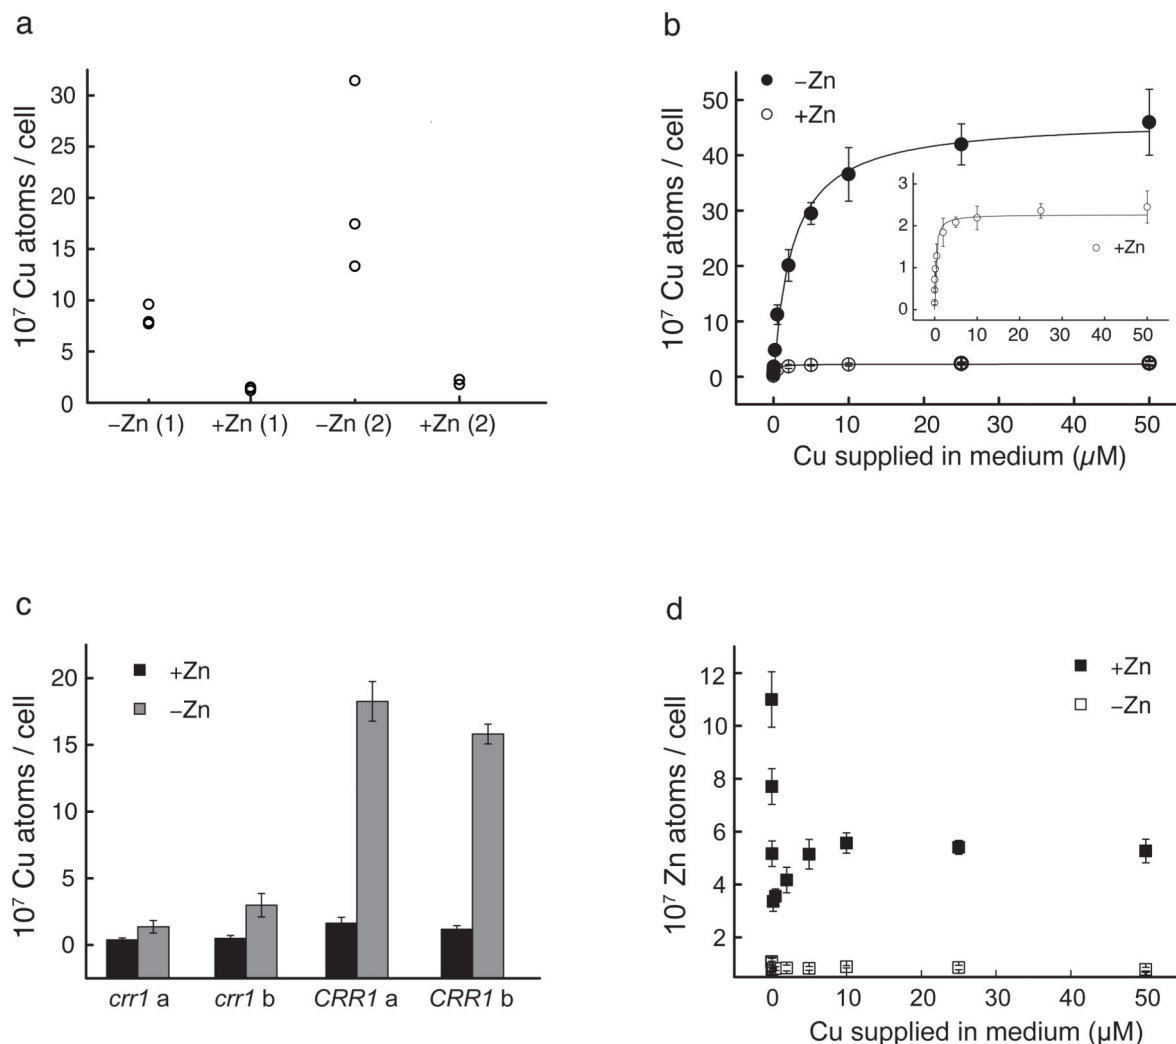 a
10⁷ Cu atoms / cell
30
25
20
15
10
5
0
−Zn (1) +Zn (1) −Zn (2) +Zn (2)
b
10⁷ Cu atoms / cell
−Zn
+Zn
50
40
30
20
10
0
3
2
1
0
+Zn
0 10 20 30 40 50
0 10 20 30 40 50
Cu supplied in medium (µM)
c
10⁷ Cu atoms / cell
+Zn
−Zn
20
15
10
5
0
crr1 a crr1 b CRR1 a CRR1 b
d
10⁷ Zn atoms / cell
+Zn
−Zn
12
10
8
6
4
2
0 10 20 30 40 50
Cu supplied in medium (µM)